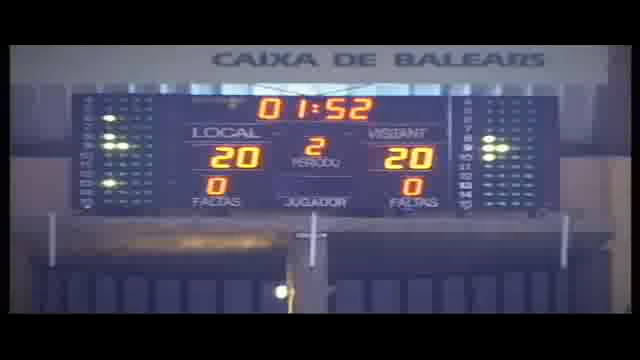 CAIXA DE BALEARS
01:52
LOCAL 2 VISITANT
20 PERIODO 20
0 0
FALTAS JUGADOR FALTAS